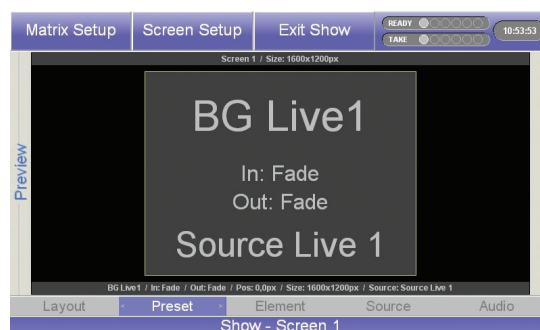 Matrix Setup Screen Setup Exit Show READY
TAKE
10:53:53
Screen 1 / Size: 1600x1200px
Preview
BG Live1
In: Fade
Out: Fade
Source Live 1
BG Live1 / In: Fade / Out: Fade / Pos: 0,0px / Size: 1600x1200px / Source: Source Live 1
Layout Preset Element Source Audio
Show - Screen 1